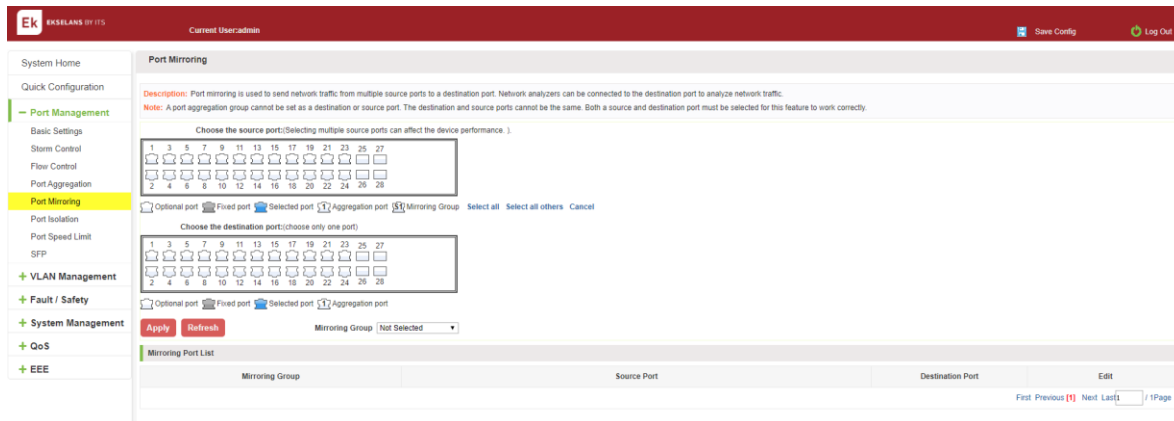 Ek EKSELANS BY ITS
Current User:admin
Save Config
Log Out
System Home
Quick Configuration
Port Management
Basic Settings
Storm Control
Flow Control
Port Aggregation
Port Mirroring
Port Isolation
Port Speed Limit
SFP
VLAN Management
Fault / Safety
System Management
QoS
EEE
Port Mirroring
Description: Port mirroring is used to send network traffic from multiple source ports to a destination port. Network analyzers can be connected to the destination port to analyze network traffic.
Note: A port aggregation group cannot be set as a destination or source port. The destination and source ports cannot be the same. Both a source and destination port must be selected for this feature to work correctly.
Choose the source port:(Selecting multiple source ports can affect the device performance. ).
1 3 5 7 9 11 13 15 17 19 21 23 25 27
2 4 6 8 10 12 14 16 18 20 22 24 26 28
Optional port Fixed port Selected port 1 Aggregation port S1 Mirroring Group Select all Select all others Cancel
Choose the destination port:(choose only one port)
1 3 5 7 9 11 13 15 17 19 21 23 25 27
2 4 6 8 10 12 14 16 18 20 22 24 26 28
Optional port Fixed port Selected port 1 Aggregation port
Apply Refresh Mirroring Group Not Selected
Mirroring Port List
Mirroring Group Source Port Destination Port Edit
First Previous [1] Next Last 1 / 1Page